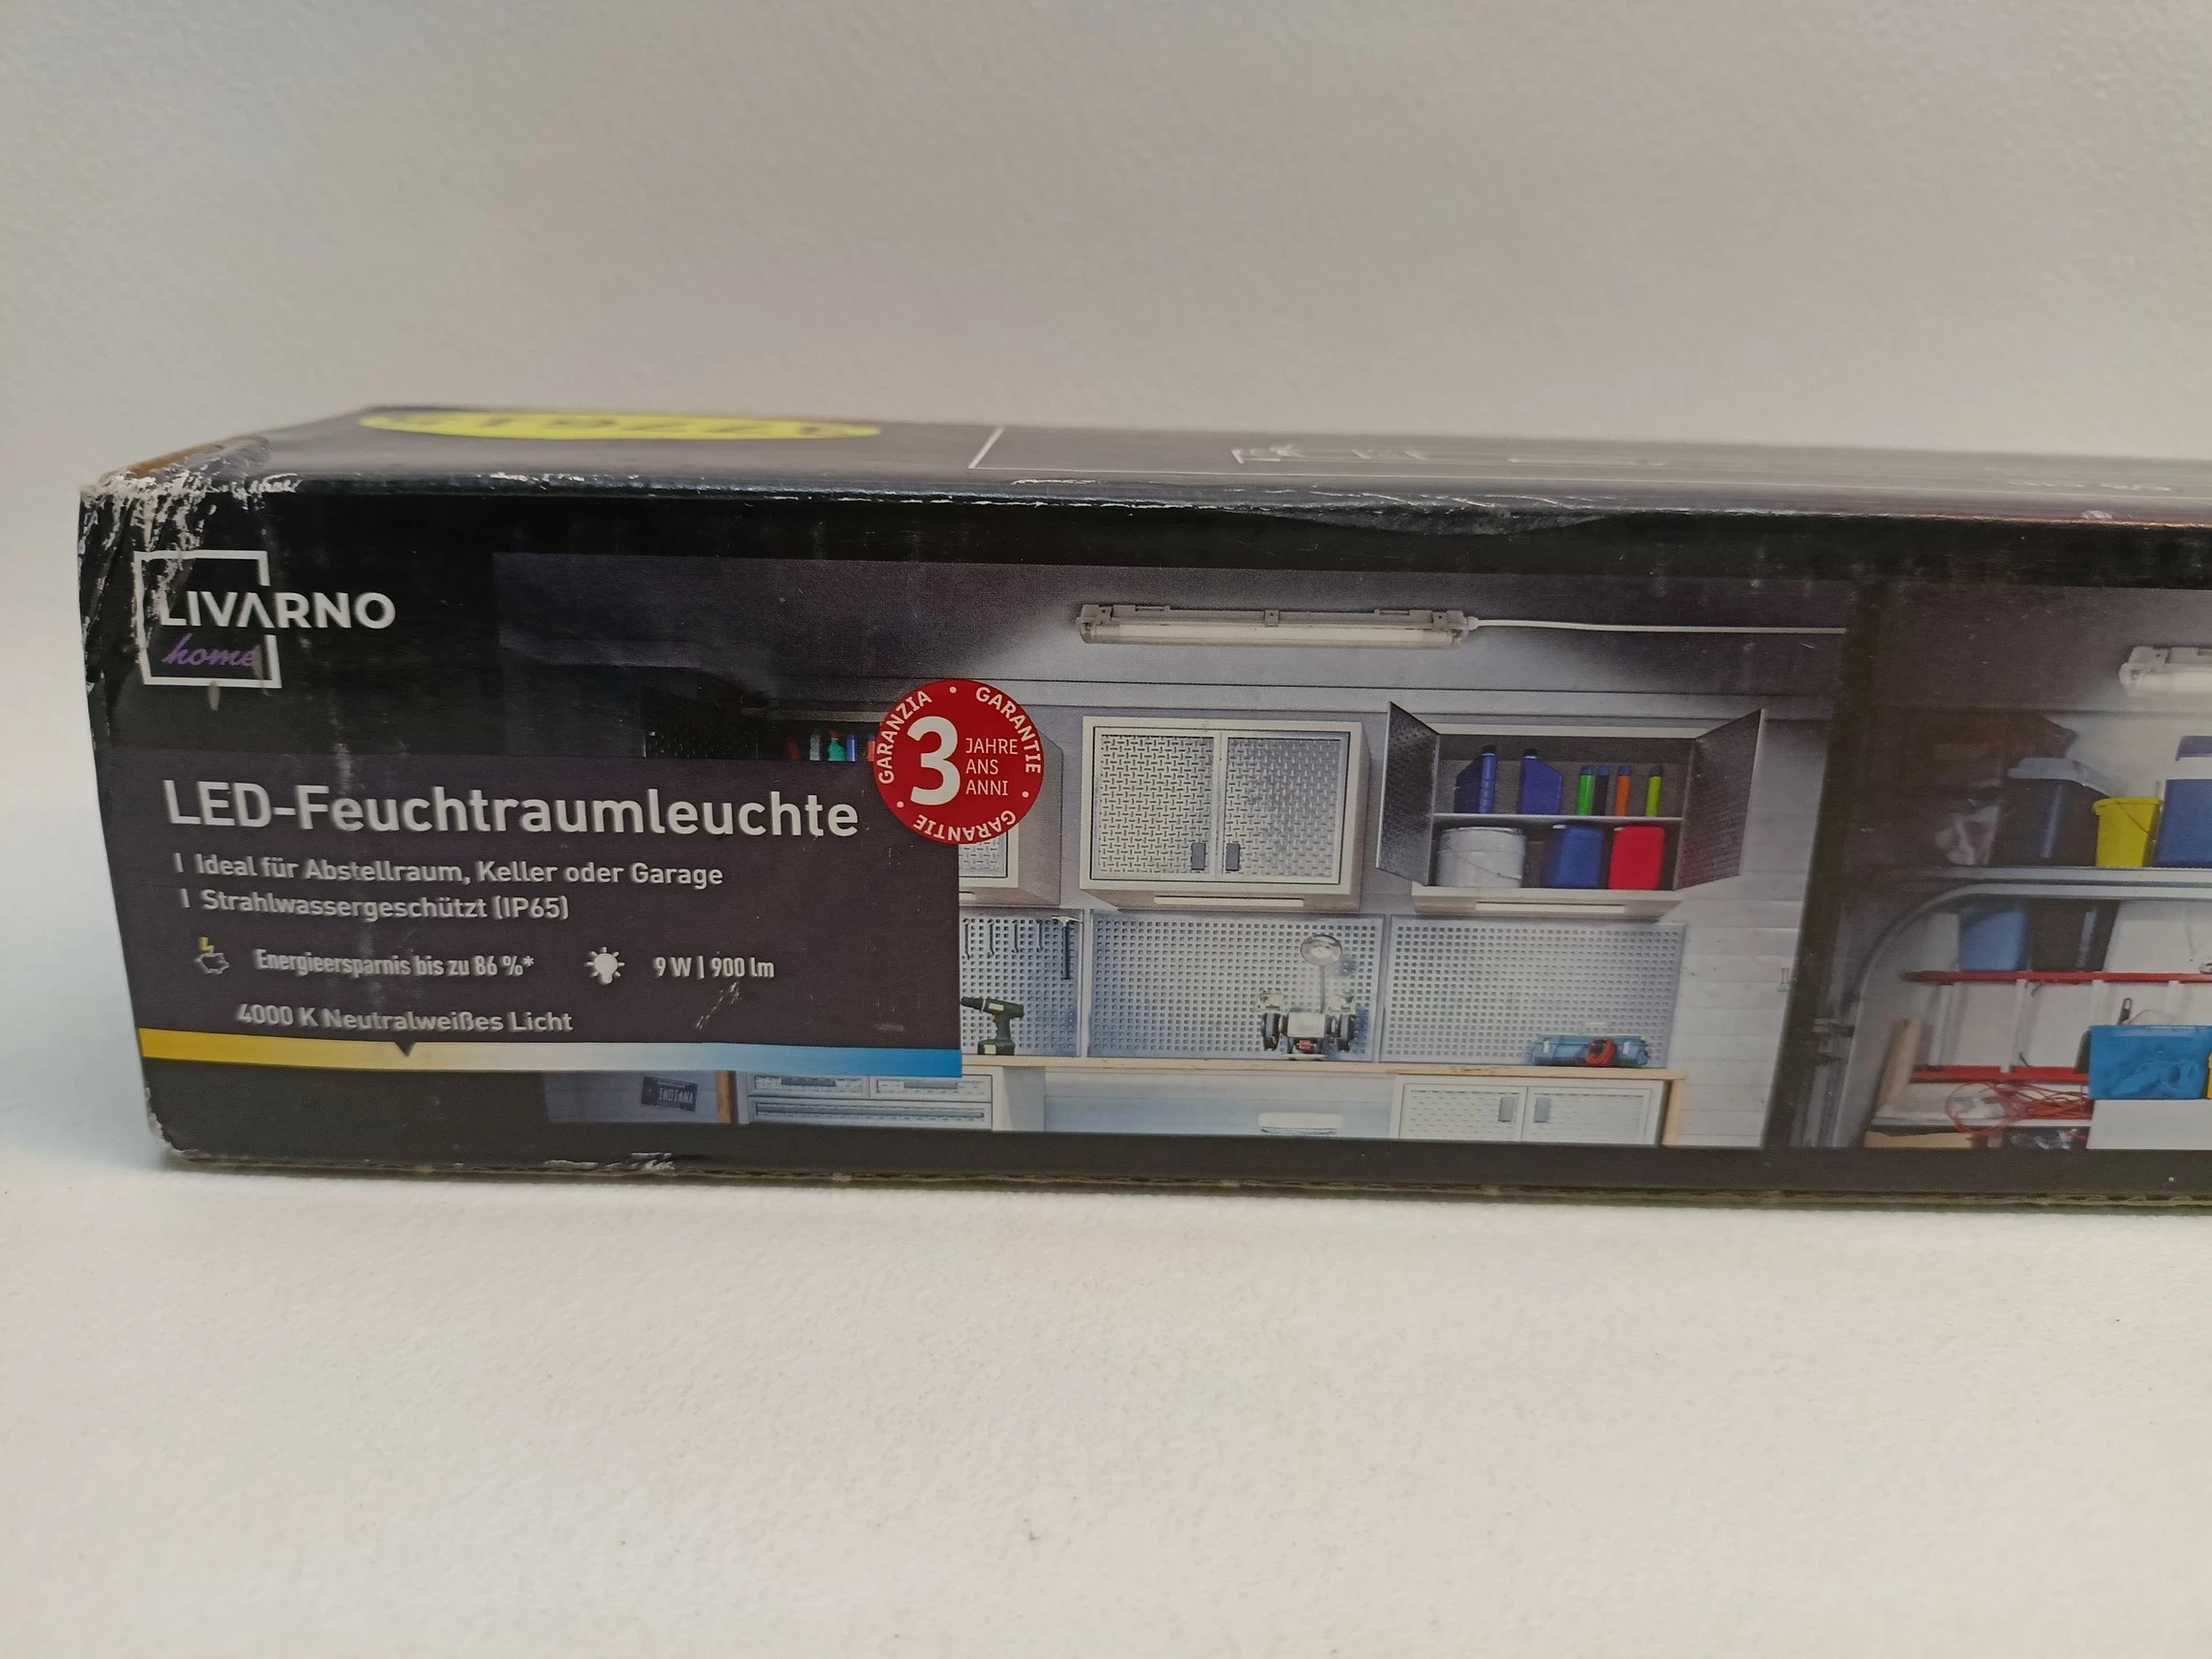 LIVARNO
home
GARANZIA • GARANTIE • GARANTIE •
3 JAHRE
ANS
ANNI
LED-Feuchtraumleuchte
I Ideal für Abstellraum, Keller oder Garage
I Strahlwassergeschützt (IP65)
Energieersparnis bis zu 86 %*
9 W | 900 lm
4000 K Neutralweißes Licht
INDIANA